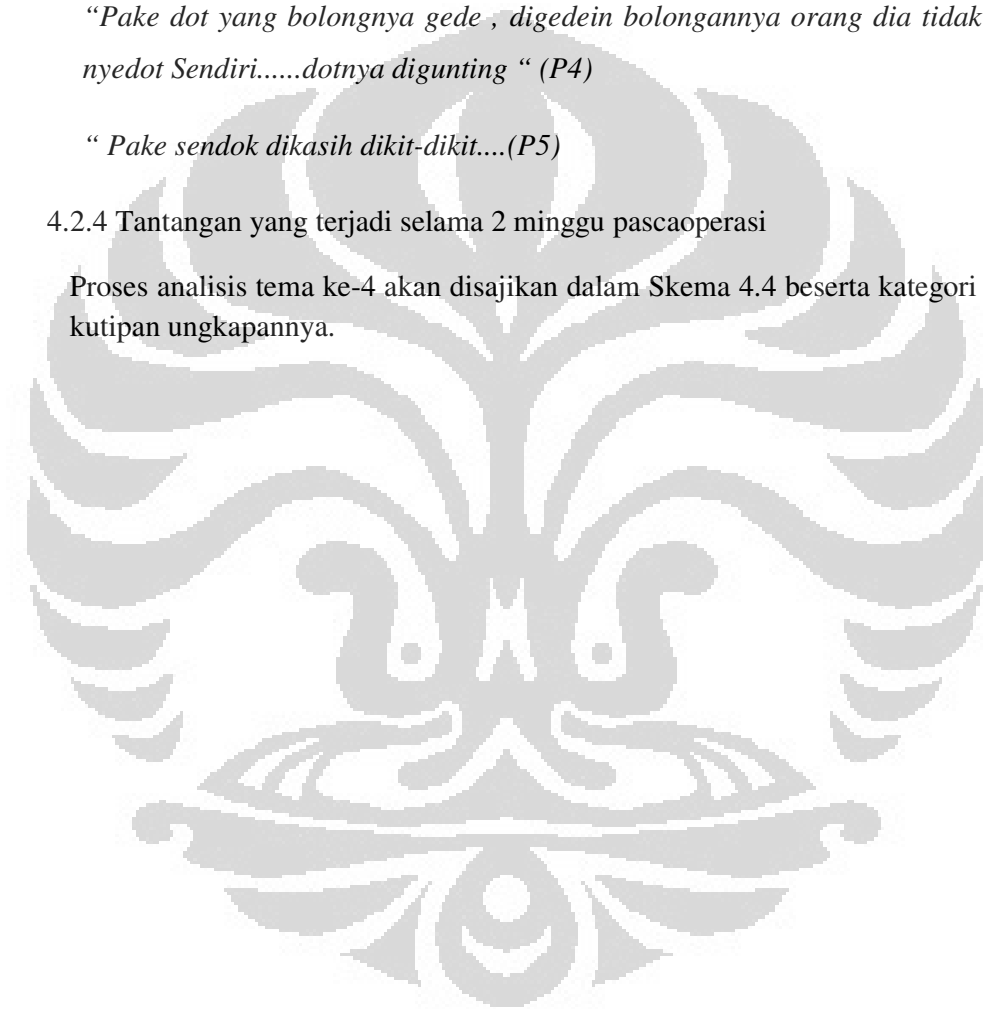 “Pake dot yang bolongnya gede , digedein bolongannya orang dia tidak
nyedot Sendiri......dotnya digunting “ (P4)
“ Pake sendok dikasih dikit-dikit....(P5)
4.2.4 Tantangan yang terjadi selama 2 minggu pascaoperasi
Proses analisis tema ke-4 akan disajikan dalam Skema 4.4 beserta kategori
kutipan ungkapannya.